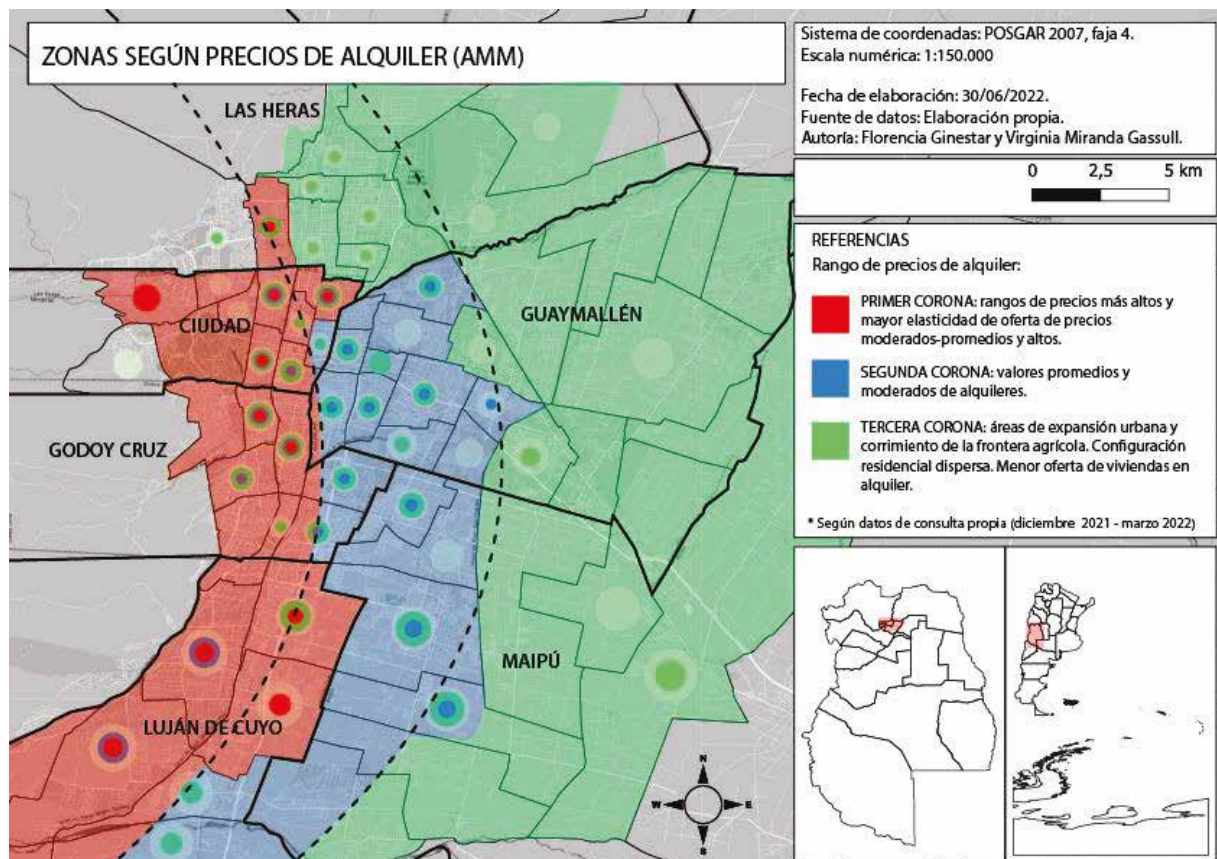 ZONAS SEGÚN PRECIOS DE ALQUILER (AMM)
Sistema de coordenadas: POSGAR 2007, faja 4.
Escala numérica: 1:150.000
Fecha de elaboración: 30/06/2022.
Fuente de datos: Elaboración propia.
Autoría: Florencia Ginestar y Virginia Miranda Gassull.
0 2,5 5 km
REFERENCIAS
Rango de precios de alquiler:
PRIMER CORONA: rangos de precios más altos y
mayor elasticidad de oferta de precios
moderados-promedios y altos.
SEGUNDA CORONA: valores promedios y
moderados de alquileres.
TERCERA CORONA: áreas de expansión urbana y
corrimiento de la frontera agrícola. Configuración
residencial dispersa. Menor oferta de viviendas en
alquiler.
* Según datos de consulta propia (diciembre 2021 - marzo 2022)
LAS HERAS
CIUDAD
GUAYMALLÉN
GODOY CRUZ
MAIPÚ
LUJÁN DE CUYO
N
W
E
S